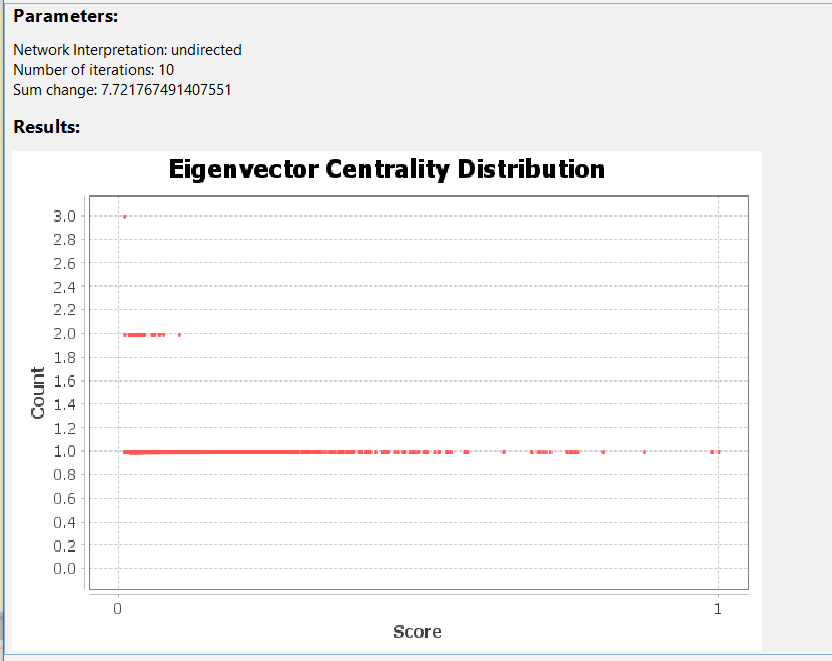 Parameters:
Network Interpretation: undirected
Number of iterations: 10
Sum change: 7.721767491407551
Results:
Eigenvector Centrality Distribution
3.0
2.8
2.6
2.4
2.2
2.0
1.8
1.6
1.4
1.2
1.0
0.8
0.6
0.4
0.2
0.0
Count
0
1
Score